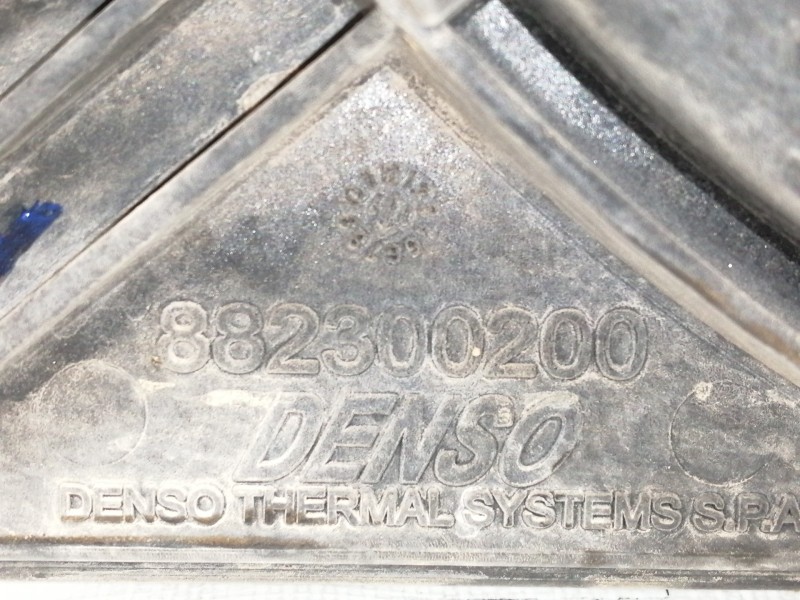 882300200
DENSO
DENSO THERMAL SYSTEMS S.P.A